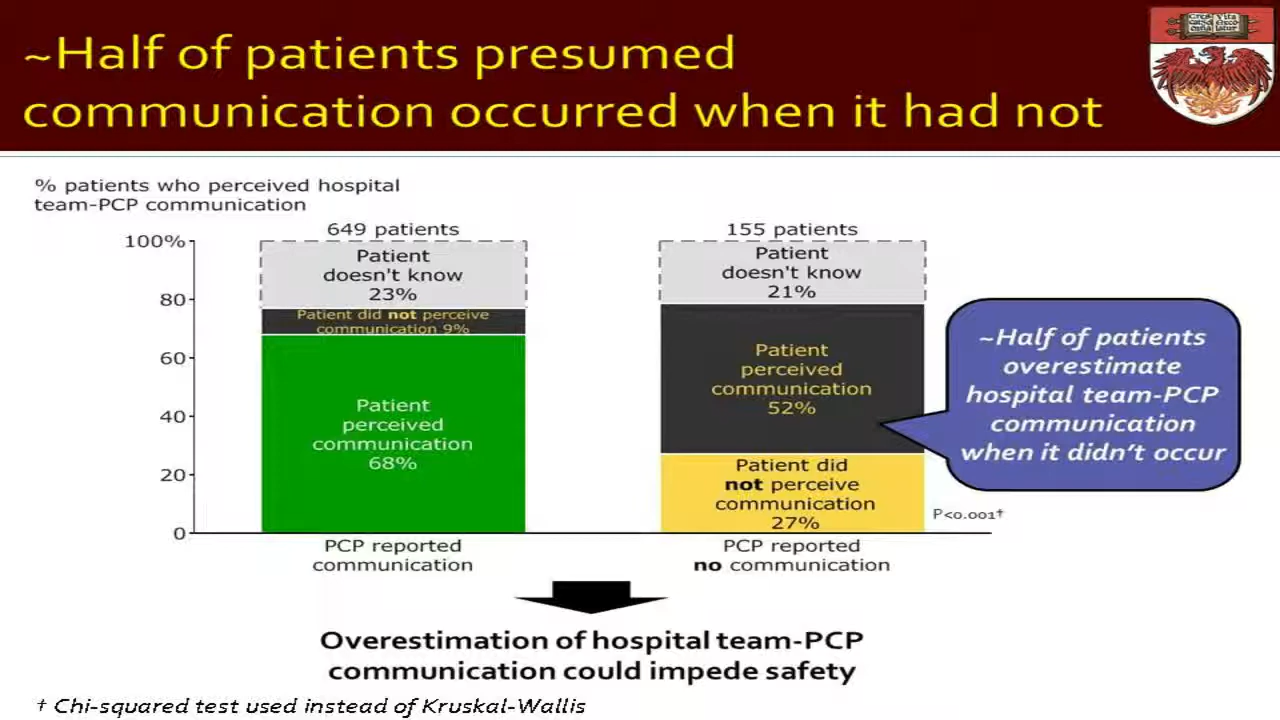 ~Half of patients presumed
communication occurred when it had not
% patients who perceived hospital
team-PCP communication
649 patients
155 patients
100%
80
60
40
20
0
Patient
doesn't know
23%
Patient did not perceive
communication 9%
Patient
perceived
communication
68%
Patient
doesn't know
21%
Patient
perceived
communication
52%
Patient did
not perceive
communication
27%
~Half of patients
overestimate
hospital team-PCP
communication
when it didn't occur
P<0.001†
PCP reported
communication
PCP reported
no communication
Overestimation of hospital team-PCP
communication could impede safety
† Chi-squared test used instead of Kruskal-Wallis